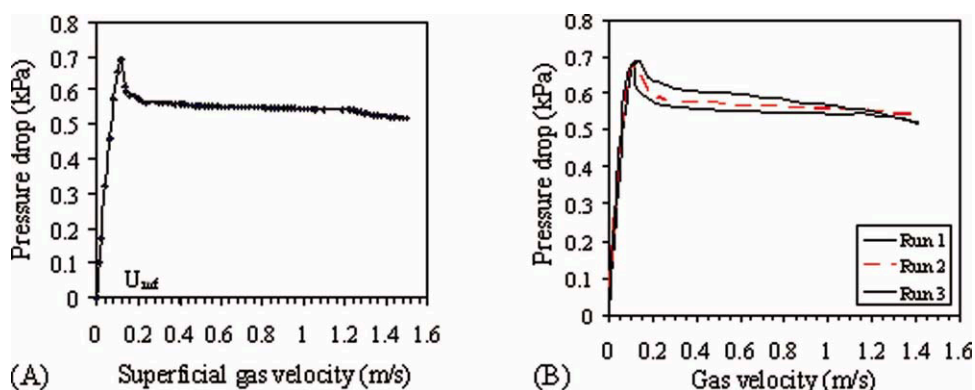 Pressure drop (kPa)
0.8
0.7
0.6
0.5
0.4
0.3
0.2
0.1
0
U_mf
0 0.2 0.4 0.6 0.8 1 1.2 1.4 1.6
(A) Superficial gas velocity (m/s)
Pressure drop (kPa)
0.8
0.7
0.6
0.5
0.4
0.3
0.2
0.1
0
Run 1
Run 2
Run 3
0 0.2 0.4 0.6 0.8 1 1.2 1.4 1.6
(B) Gas velocity (m/s)